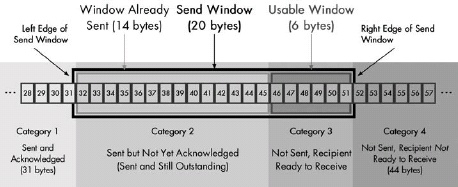 Window Already
Sent (14 bytes)
Send Window
(20 bytes)
Usable Window
(6 bytes)
Left Edge of
Send Window
Right Edge of Send
Window
... 28 29 30 31 32 33 34 35 36 37 38 39 40 41 42 43 44 45 46 47 48 49 50 51 52 53 54 55 56 57 ...
Category 1
Sent and
Acknowledged
(31 bytes)
Category 2
Sent but Not Yet Acknowledged
(Sent and Still Outstanding)
Category 3
Not Sent, Recipient
Ready to Receive
Category 4
Not Sent, Recipient Not
Ready to Receive
(44 bytes)